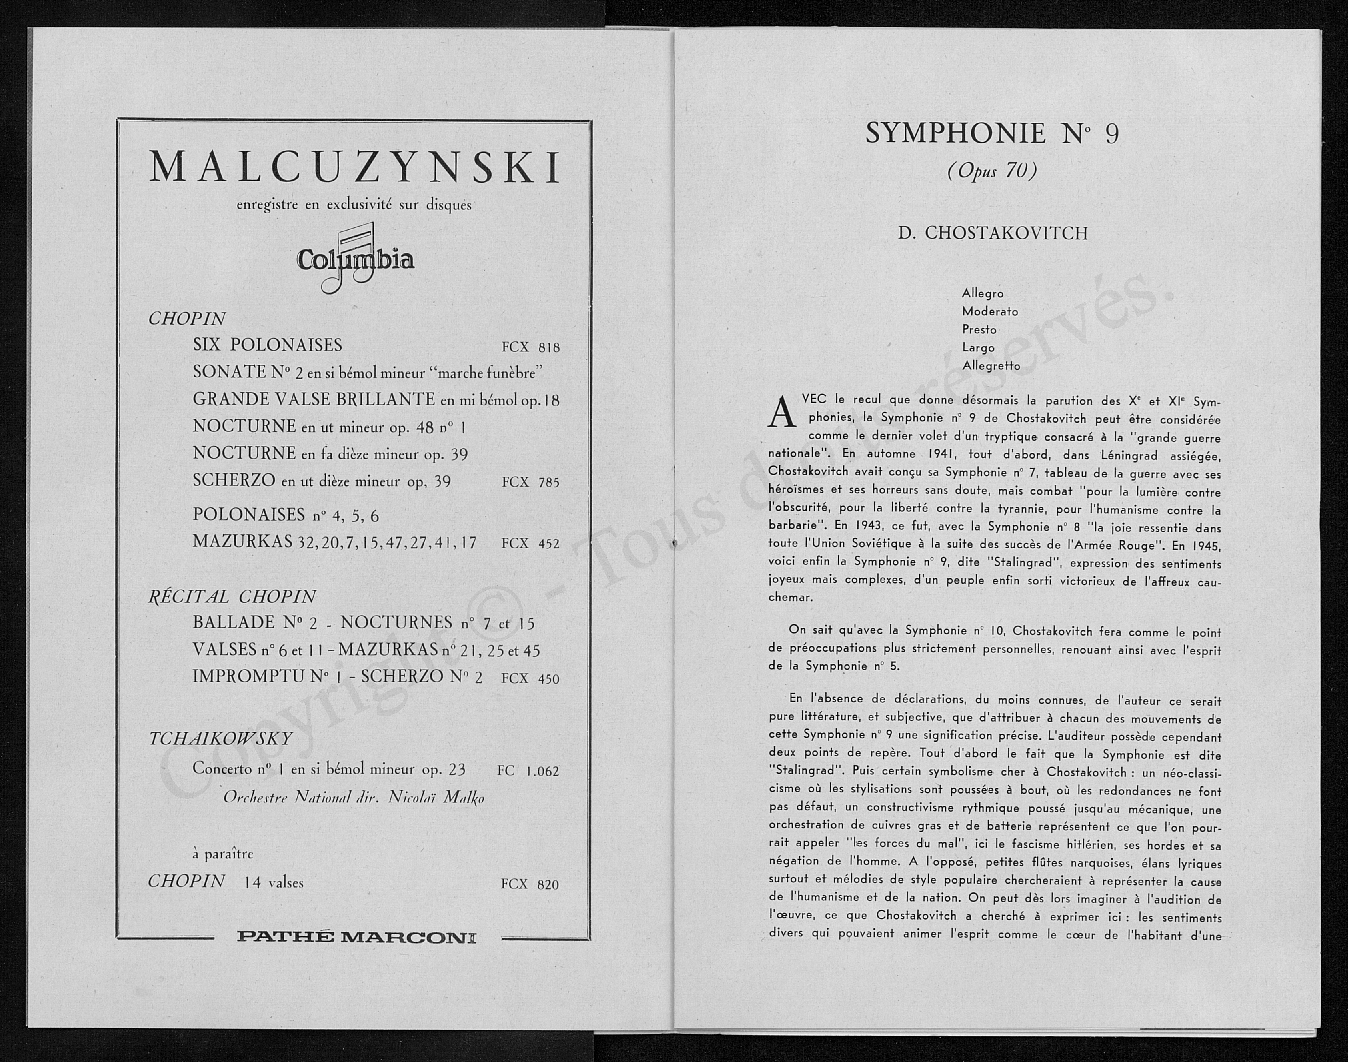 MALCUZYNSKI
enregistre en exclusivité sur disques
Columbia
CHOPIN
SIX POLONAISES FCX 818
SONATE Nº 2 en si bémol mineur "marche funèbre"
GRANDE VALSE BRILLANTE en mi bémol op. 18
NOCTURNE en ut mineur op. 48 nº 1
NOCTURNE en fa dièze mineur op. 39
SCHERZO en ut dièze mineur op. 39 FCX 785
POLONAISES nº 4, 5, 6
MAZURKAS 32,20,7,15,47,27,41,17 FCX 452
RÉCITAL CHOPIN
BALLADE Nº 2 - NOCTURNES nº 7 et 15
VALSES nº 6 et 11 - MAZURKAS nº 21, 25 et 45
IMPROMPTU Nº 1 - SCHERZO Nº 2 FCX 450
TCHAIKOWSKY
Concerto nº 1 en si bémol mineur op. 23 FC 1.062
Orchestre National dir. Nicolaï Malko
à paraître
CHOPIN 14 valses FCX 820
PATHÉ MARCONI
SYMPHONIE Nº 9
(Opus 70)
D. CHOSTAKOVITCH
Allegro
Moderato
Presto
Largo
Allegretto
AVEC le recul que donne désormais la parution des Xe et XIe Sym-
phonies, la Symphonie nº 9 de Chostakovitch peut être considérée
comme le dernier volet d'un tryptique consacré à la "grande guerre
nationale". En automne 1941, tout d'abord, dans Léningrad assiégée,
Chostakovitch avait conçu sa Symphonie nº 7, tableau de la guerre avec ses
héroïsmes et ses horreurs sans doute, mais combat "pour la lumière contre
l'obscurité, pour la liberté contre la tyrannie, pour l'humanisme contre la
barbarie". En 1943, ce fut, avec la Symphonie nº 8 "la joie ressentie dans
toute l'Union Soviétique à la suite des succès de l'Armée Rouge". En 1945,
voici enfin la Symphonie nº 9, dite "Stalingrad", expression des sentiments
joyeux mais complexes, d'un peuple enfin sorti victorieux de l'affreux cau-
chemar.
On sait qu'avec la Symphonie nº 10, Chostakovitch fera comme le point
de préoccupations plus strictement personnelles, renouant ainsi avec l'esprit
de la Symphonie nº 5.
En l'absence de déclarations, du moins connues, de l'auteur ce serait
pure littérature, et subjective, que d'attribuer à chacun des mouvements de
cette Symphonie nº 9 une signification précise. L'auditeur possède cependant
deux points de repère. Tout d'abord le fait que la Symphonie est dite
"Stalingrad". Puis certain symbolisme cher à Chostakovitch : un néo-classi-
cisme où les stylisations sont poussées à bout, où les redondances ne font
pas défaut, un constructivisme rythmique poussé jusqu'au mécanique, une
orchestration de cuivres gras et de batterie représentent ce que l'on pour-
rait appeler "les forces du mal", ici le fascisme hitlérien, ses hordes et sa
négation de l'homme. A l'opposé, petites flûtes narquoises, élans lyriques
surtout et mélodies de style populaire chercheraient à représenter la cause
de l'humanisme et de la nation. On peut dès lors imaginer à l'audition de
l'œuvre, ce que Chostakovitch a cherché à exprimer ici : les sentiments
divers qui pouvaient animer l'esprit comme le cœur de l'habitant d'une
Copyright © - Tous droits réservés.